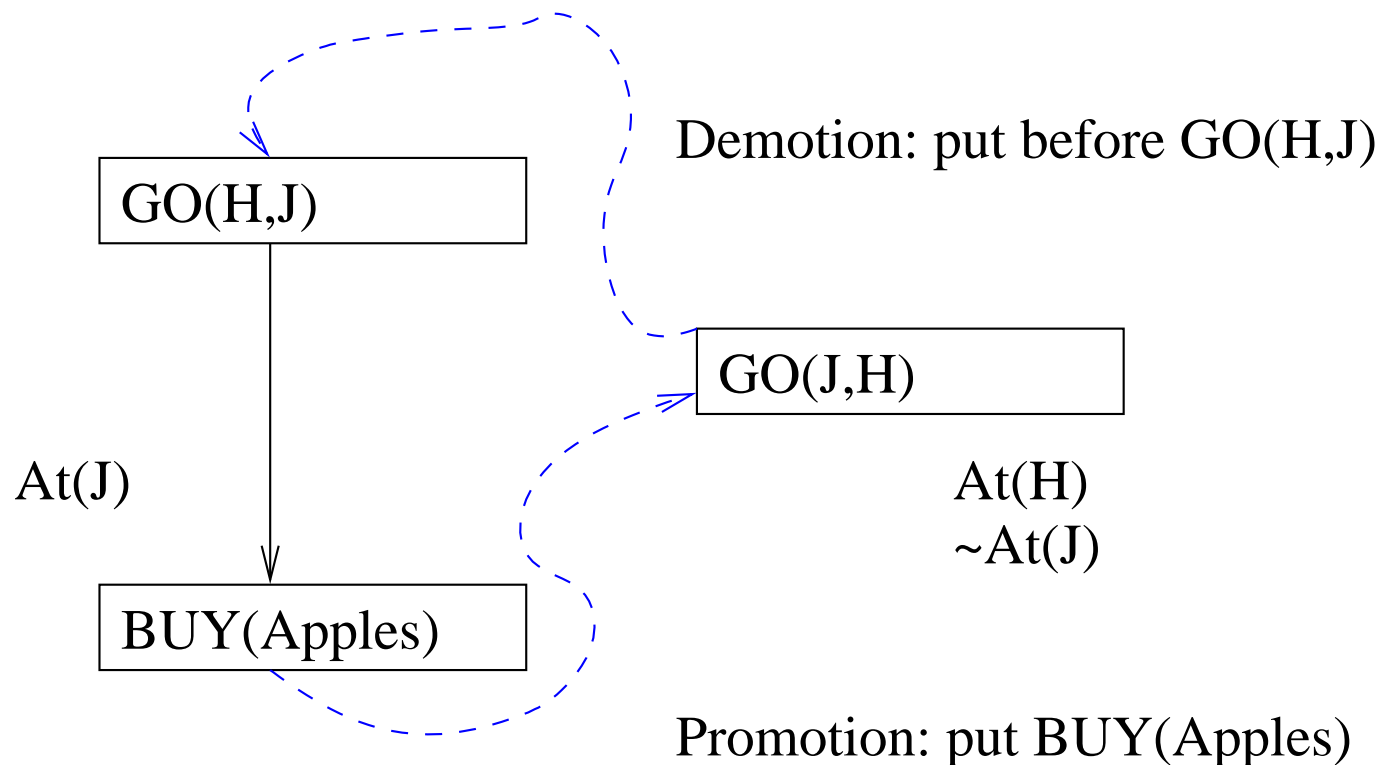 Demotion: put before GO(H,J)
GO(H,J)
GO(J,H)
At(J)
At(H)
~At(J)
BUY(Apples)
Promotion: put BUY(Apples)